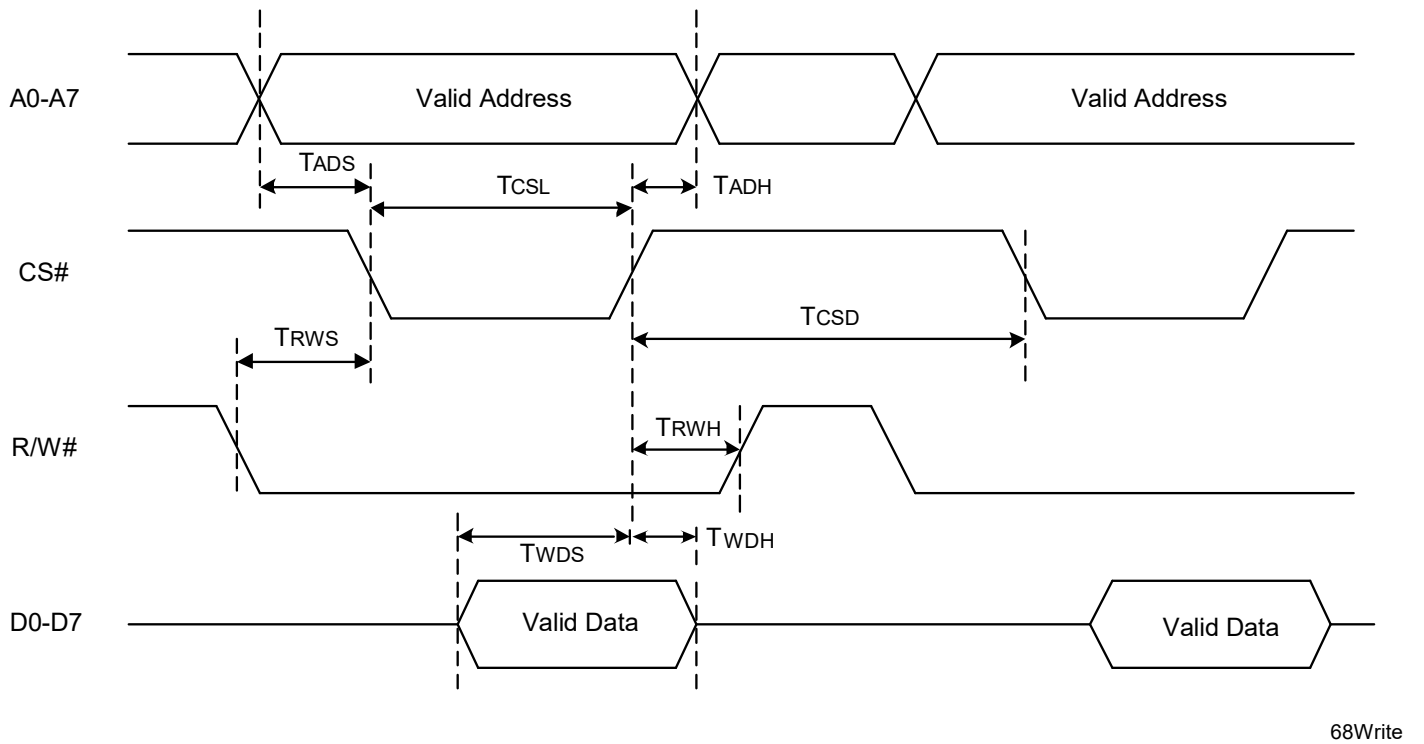 A0-A7
Valid Address
Valid Address
TADS
TCSL
TADH
CS#
TCSD
TRWS
R/W#
TRWH
TWDS
TWDH
D0-D7
Valid Data
Valid Data
68Write